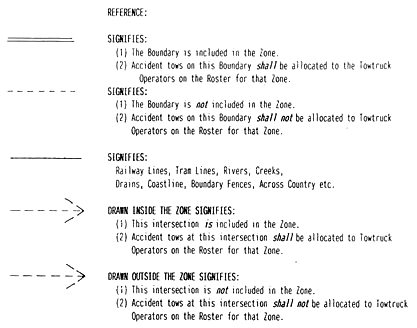 REFERENCE:
SIGNIFIES:
(1) The Boundary is included in the Zone.
(2) Accident tows on this Boundary shall be allocated to the Towtruck
Operators on the Roster for that Zone.
SIGNIFIES:
(1) The Boundary is not included in the Zone.
(2) Accident tows on this Boundary shall not be allocated to Towtruck
Operators on the Roster for that Zone.
SIGNIFIES:
Railway Lines, Tram Lines, Rivers, Creeks,
Drains, Coastline, Boundary Fences, Across Country etc.
DRAWN INSIDE THE ZONE SIGNIFIES:
(1) This intersection is included in the Zone.
(2) Accident tows at this intersection shall be allocated to Towtruck
Operators on the Roster for that Zone.
DRAWN OUTSIDE THE ZONE SIGNIFIES:
(1) This intersection is not included in the Zone.
(2) Accident tows at this intersection shall not be allocated to Towtruck
Operators on the Roster for that Zone.